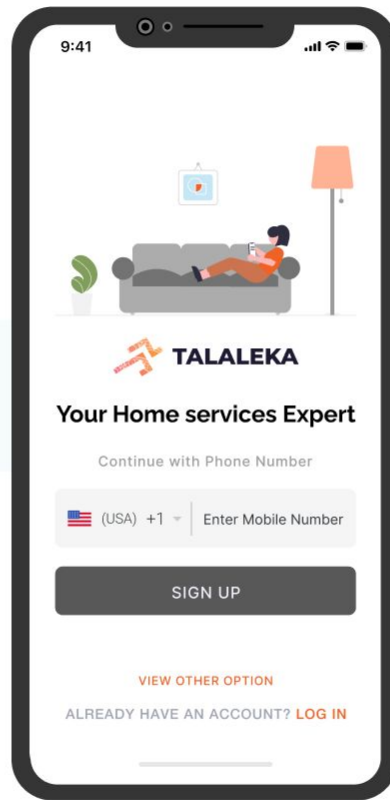 9:41
TALALEKA
Your Home services Expert
Continue with Phone Number
(USA) +1 Enter Mobile Number
SIGN UP
VIEW OTHER OPTION
ALREADY HAVE AN ACCOUNT? LOG IN